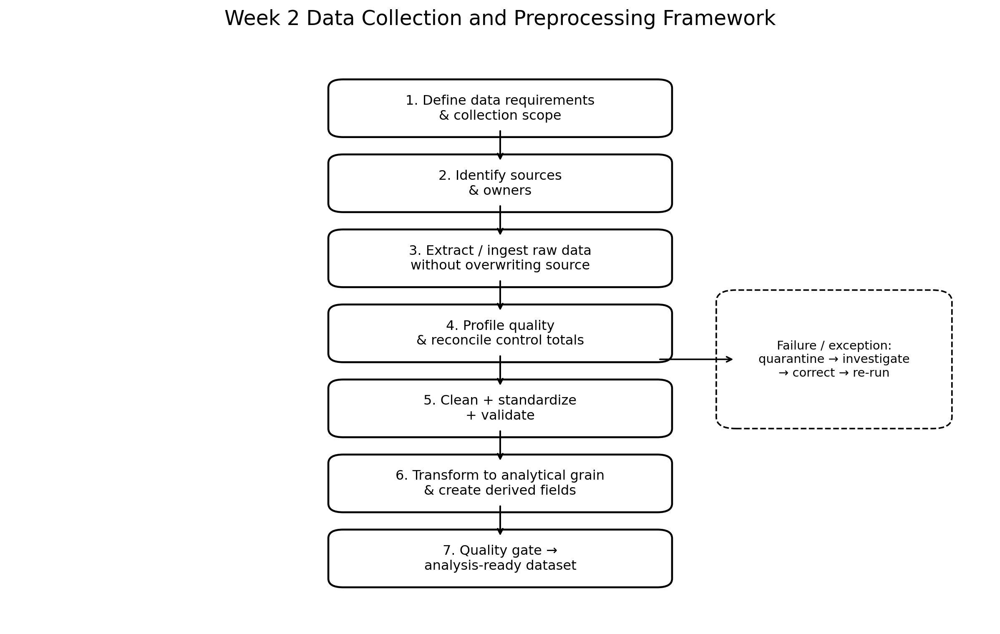 Week 2 Data Collection and Preprocessing Framework
1. Define data requirements
& collection scope
2. Identify sources
& owners
3. Extract / ingest raw data
without overwriting source
4. Profile quality
& reconcile control totals
Failure / exception:
quarantine → investigate
→ correct → re-run
5. Clean + standardize
+ validate
6. Transform to analytical grain
& create derived fields
7. Quality gate →
analysis-ready dataset